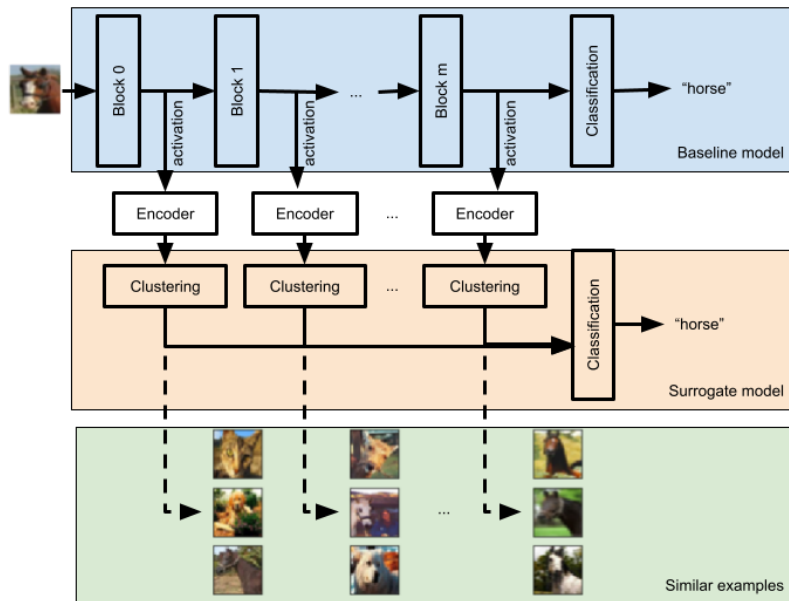 Block 0
Block 1
...
Block m
Classification
"horse"
activation
activation
activation
Baseline model
Encoder
Encoder
...
Encoder
Clustering
Clustering
...
Clustering
Classification
“horse”
Surrogate model
...
Similar examples